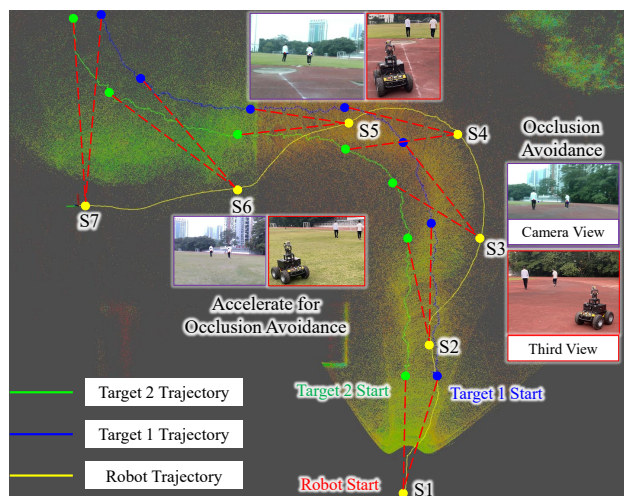 S5
S4
Occlusion
Avoidance
S7
S6
S3
Camera View
Accelerate for
Occlusion Avoidance
S2
Third View
Target 2 Start
Target 1 Start
Target 2 Trajectory
Target 1 Trajectory
Robot Trajectory
Robot Start
S1